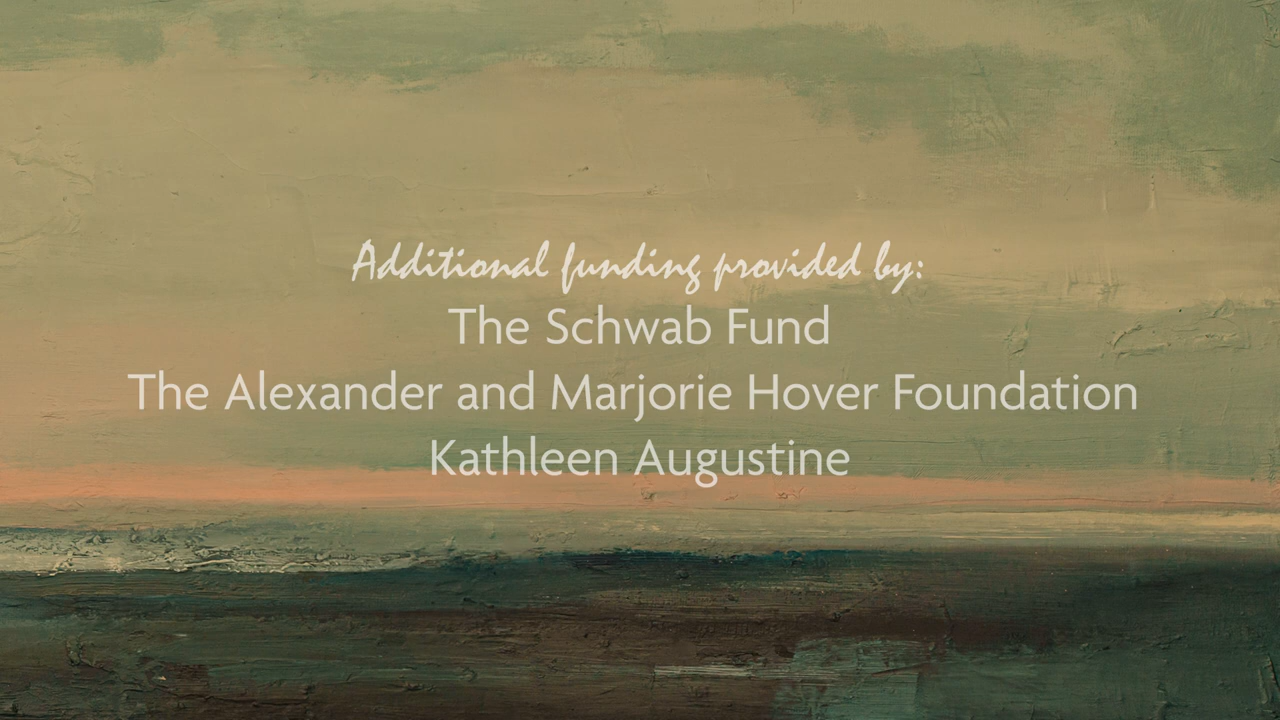 Additional funding provided by:
The Schwab Fund
The Alexander and Marjorie Hover Foundation
Kathleen Augustine